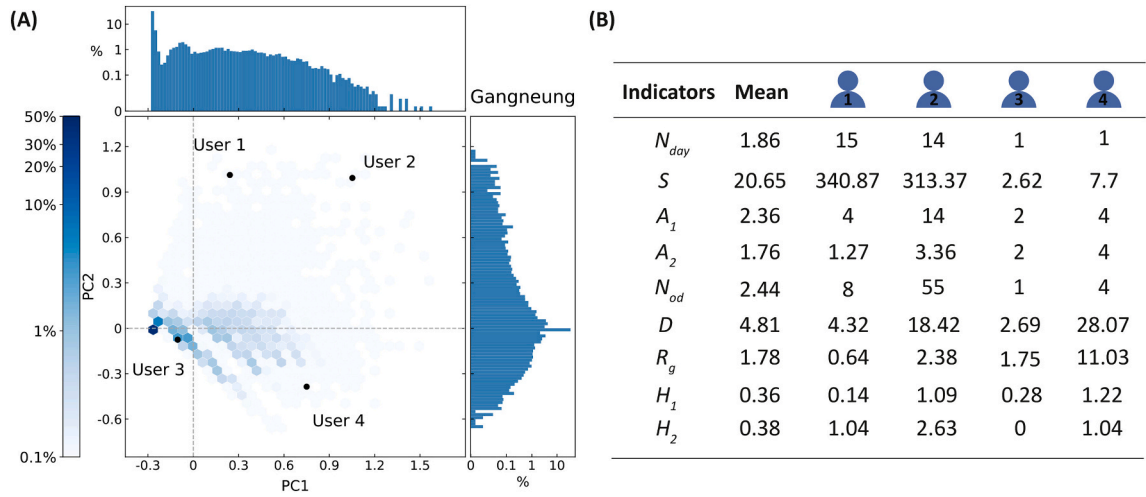 (A)
10
1
0.1
0
%
Gangneung
50%
30%
20%
10%
1%
0.1%
1.2
0.9
0.6
0.3
0
-0.3
-0.6
PC2
User 1
User 2
User 3
User 4
-0.3 0 0.3 0.6 0.9 1.2 1.5
PC1
0 0.1 1 10
%
(B)
Indicators Mean 1 2 3 4
N_day 1.86 15 14 1 1
S 20.65 340.87 313.37 2.62 7.7
A_1 2.36 4 14 2 4
A_2 1.76 1.27 3.36 2 4
N_od 2.44 8 55 1 4
D 4.81 4.32 18.42 2.69 28.07
R_g 1.78 0.64 2.38 1.75 11.03
H_1 0.36 0.14 1.09 0.28 1.22
H_2 0.38 1.04 2.63 0 1.04